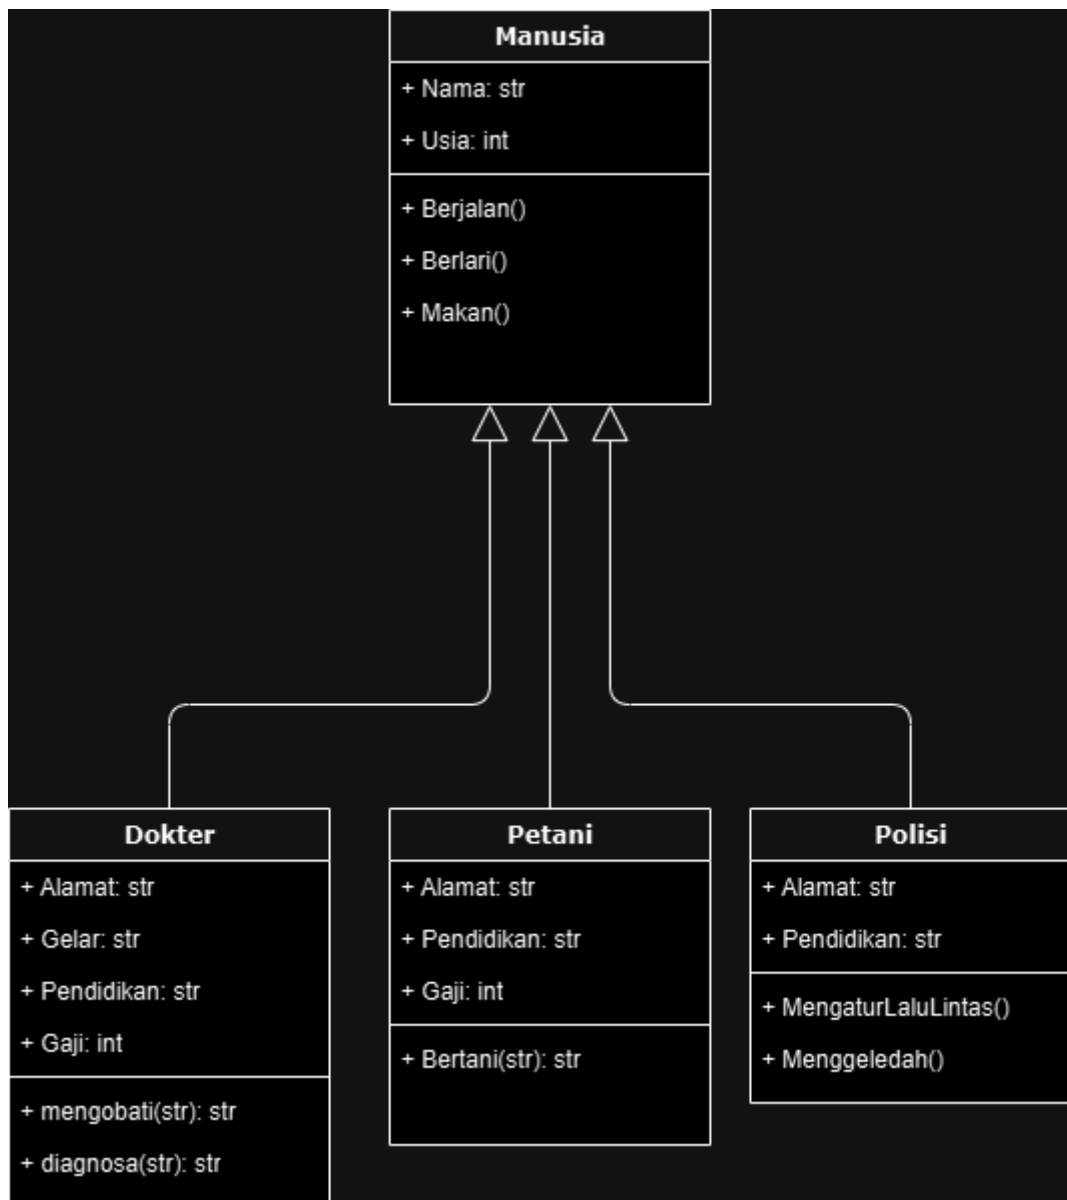 Manusia
+ Nama: str
+ Usia: int
+ Berjalan()
+ Berlari()
+ Makan()
Dokter
+ Alamat: str
+ Gelar: str
+ Pendidikan: str
+ Gaji: int
+ mengobati(str): str
+ diagnosa(str): str
Petani
+ Alamat: str
+ Pendidikan: str
+ Gaji: int
+ Bertani(str): str
Polisi
+ Alamat: str
+ Pendidikan: str
+ MengaturLaluLintas()
+ Menggeledah()